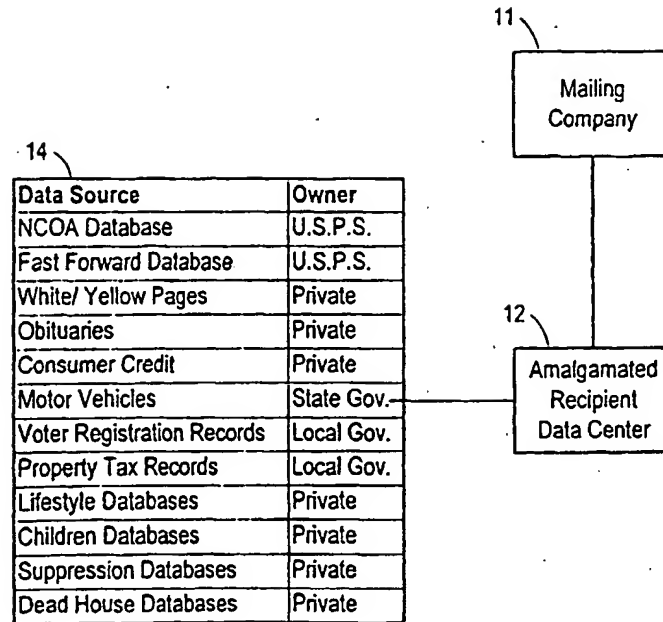 11
Mailing
Company
14
Data Source Owner
NCOA Database U.S.P.S.
Fast Forward Database U.S.P.S.
White/ Yellow Pages Private
Obituaries Private
Consumer Credit Private
Motor Vehicles State Gov.
Voter Registration Records Local Gov.
Property Tax Records Local Gov.
Lifestyle Databases Private
Children Databases Private
Suppression Databases Private
Dead House Databases Private
12
Amalgamated
Recipient
Data Center